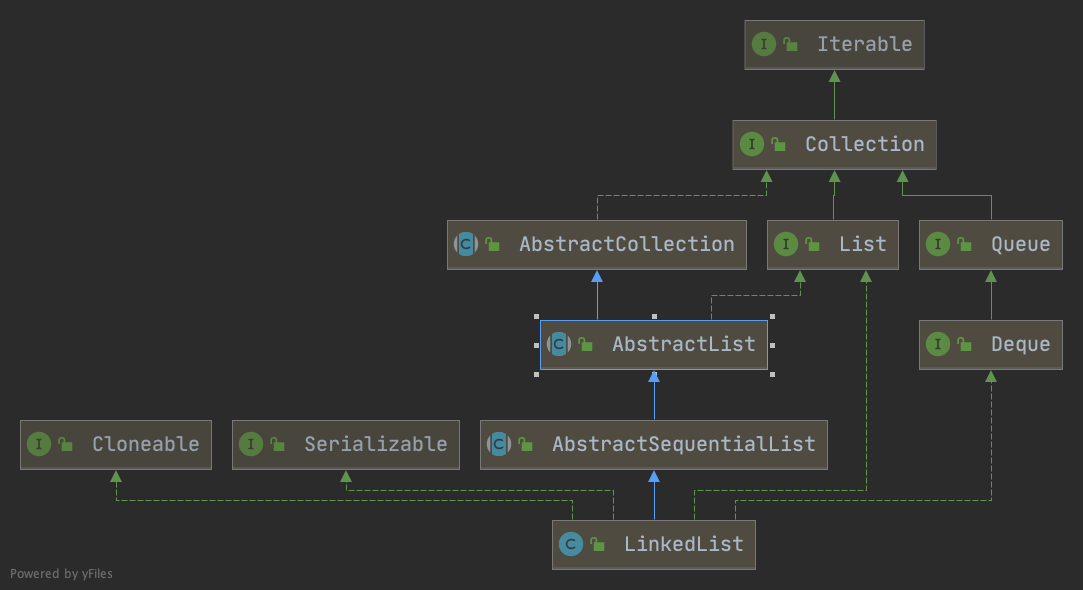 I Iterable
I Collection
C AbstractCollection
I List
I Queue
C AbstractList
I Deque
I Cloneable
I Serializable
C AbstractSequentialList
C LinkedList
Powered by yFiles